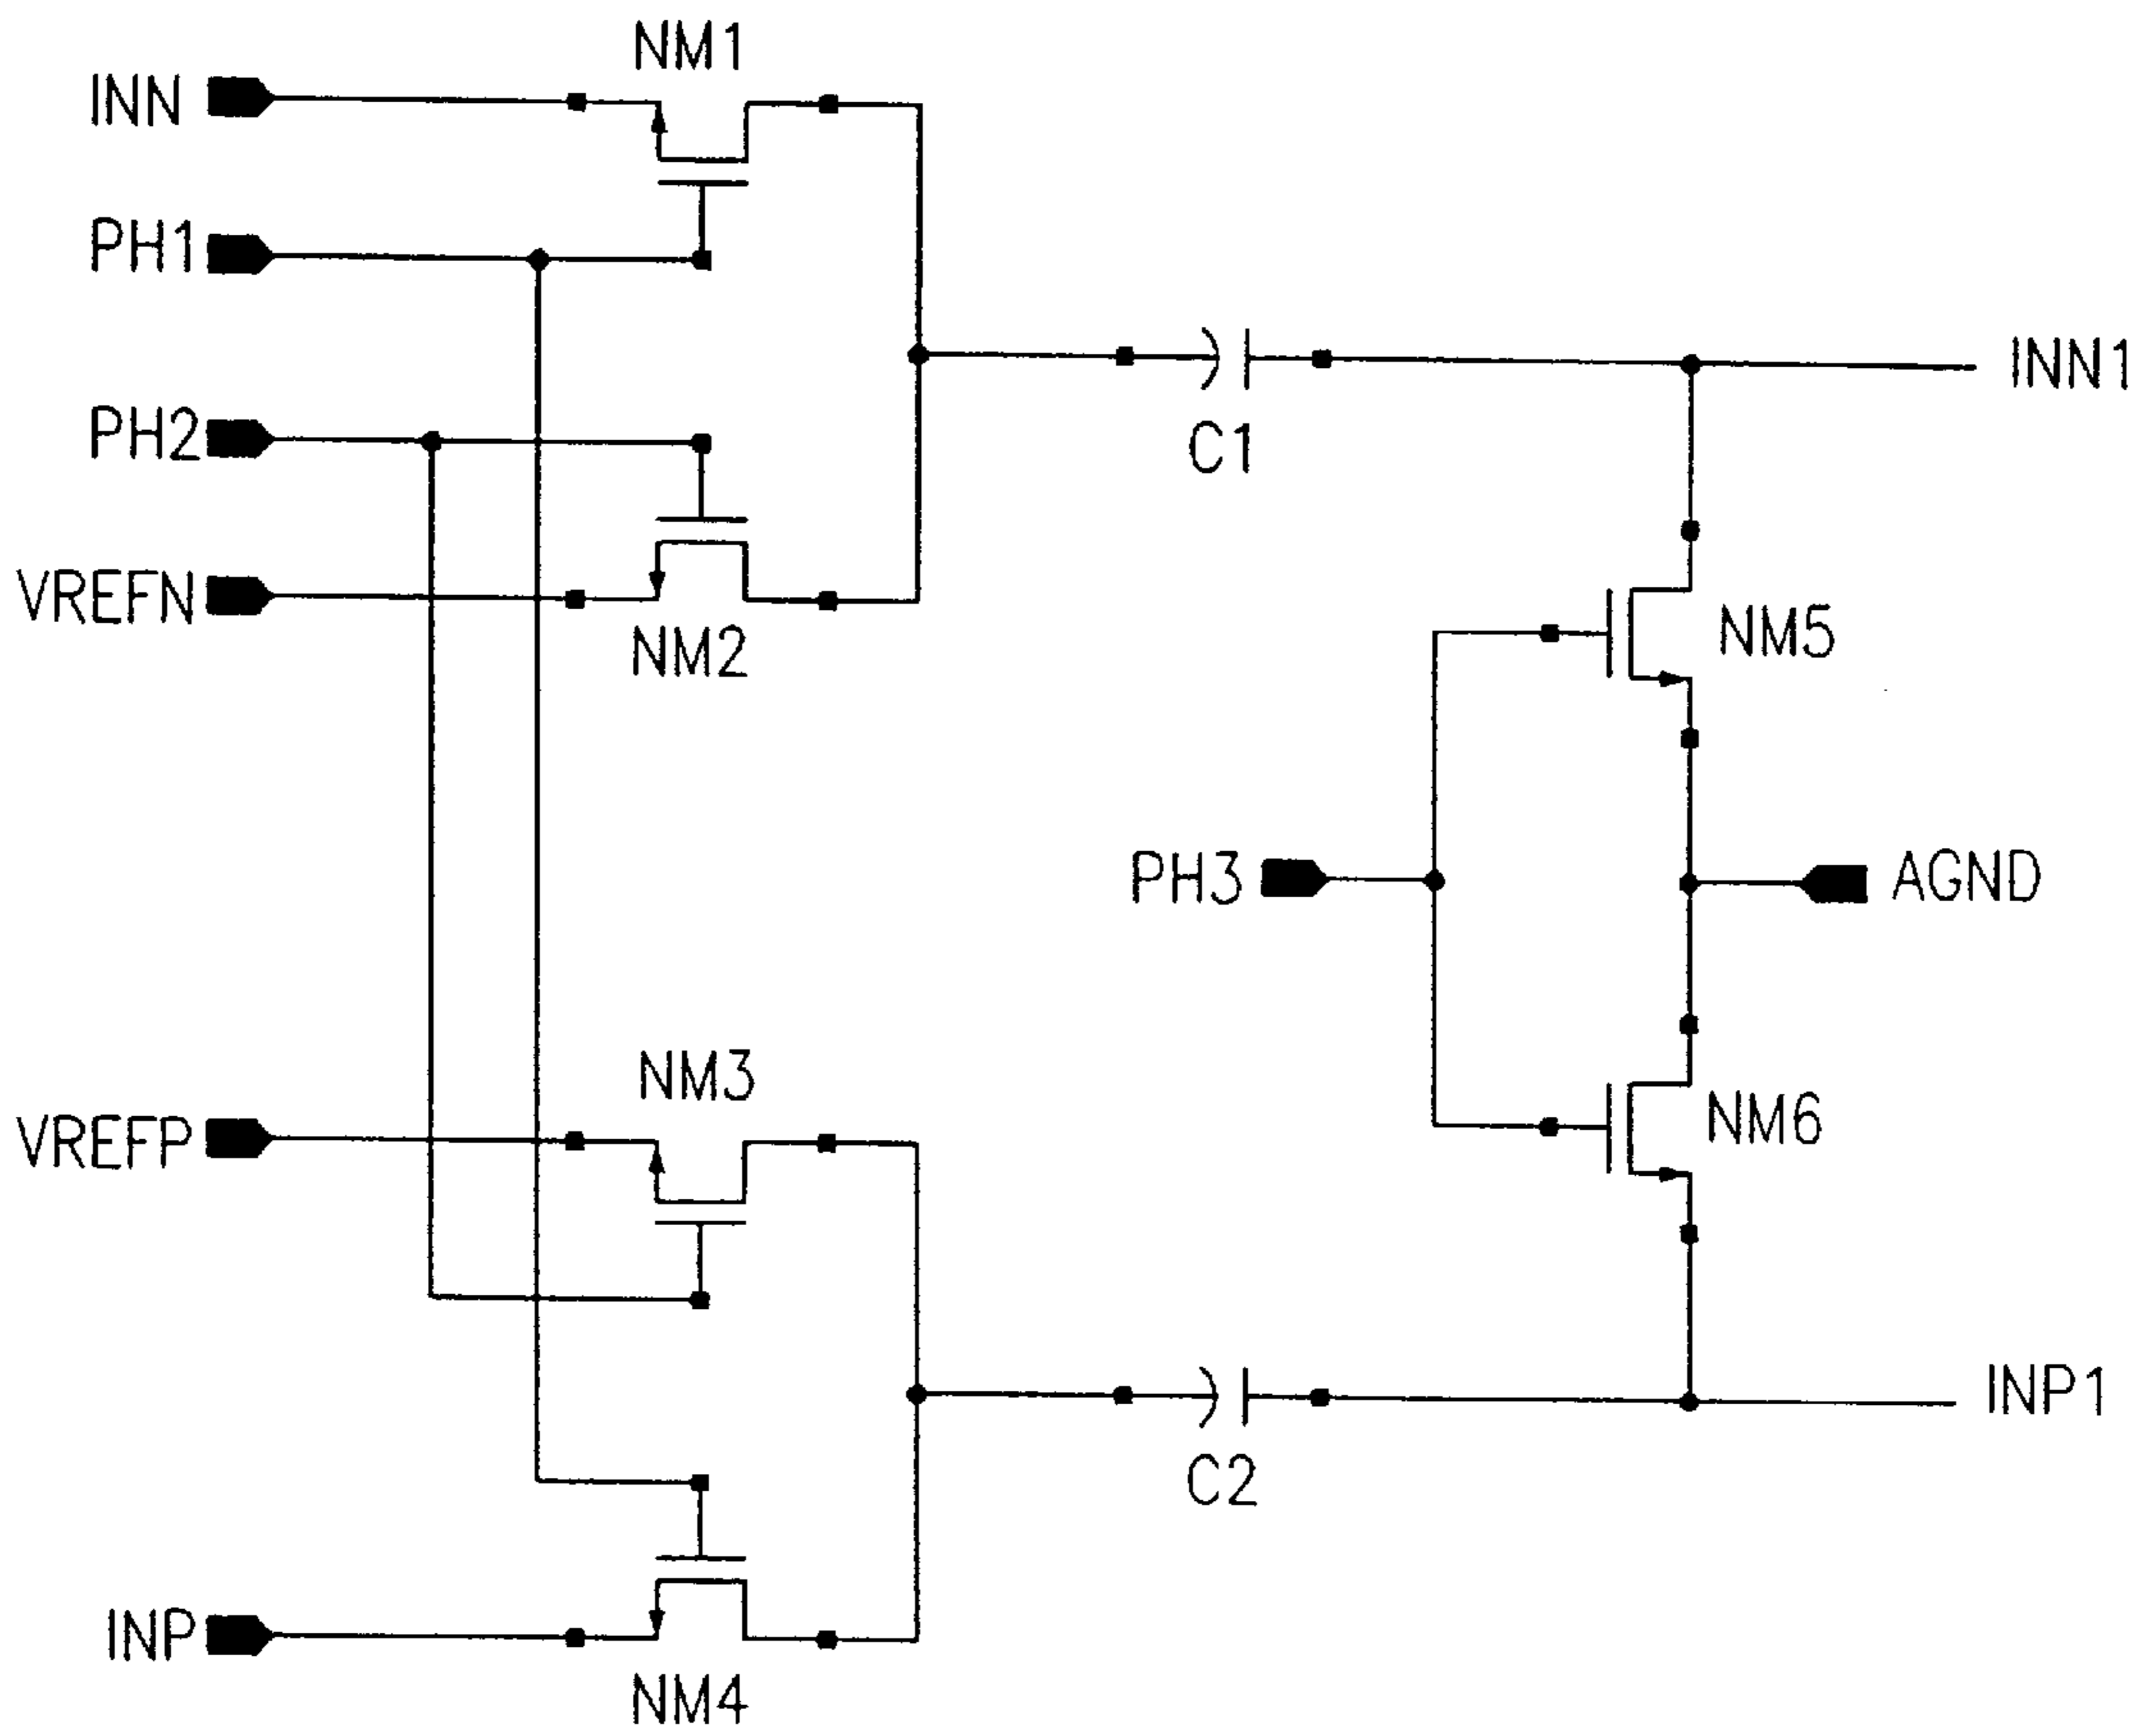 NM1
INN
PH1
INN1
PH2
C1
VREFN
NM2
NM5
PH3
AGND
NM3
VREFP
NM6
INP1
C2
INP
NM4